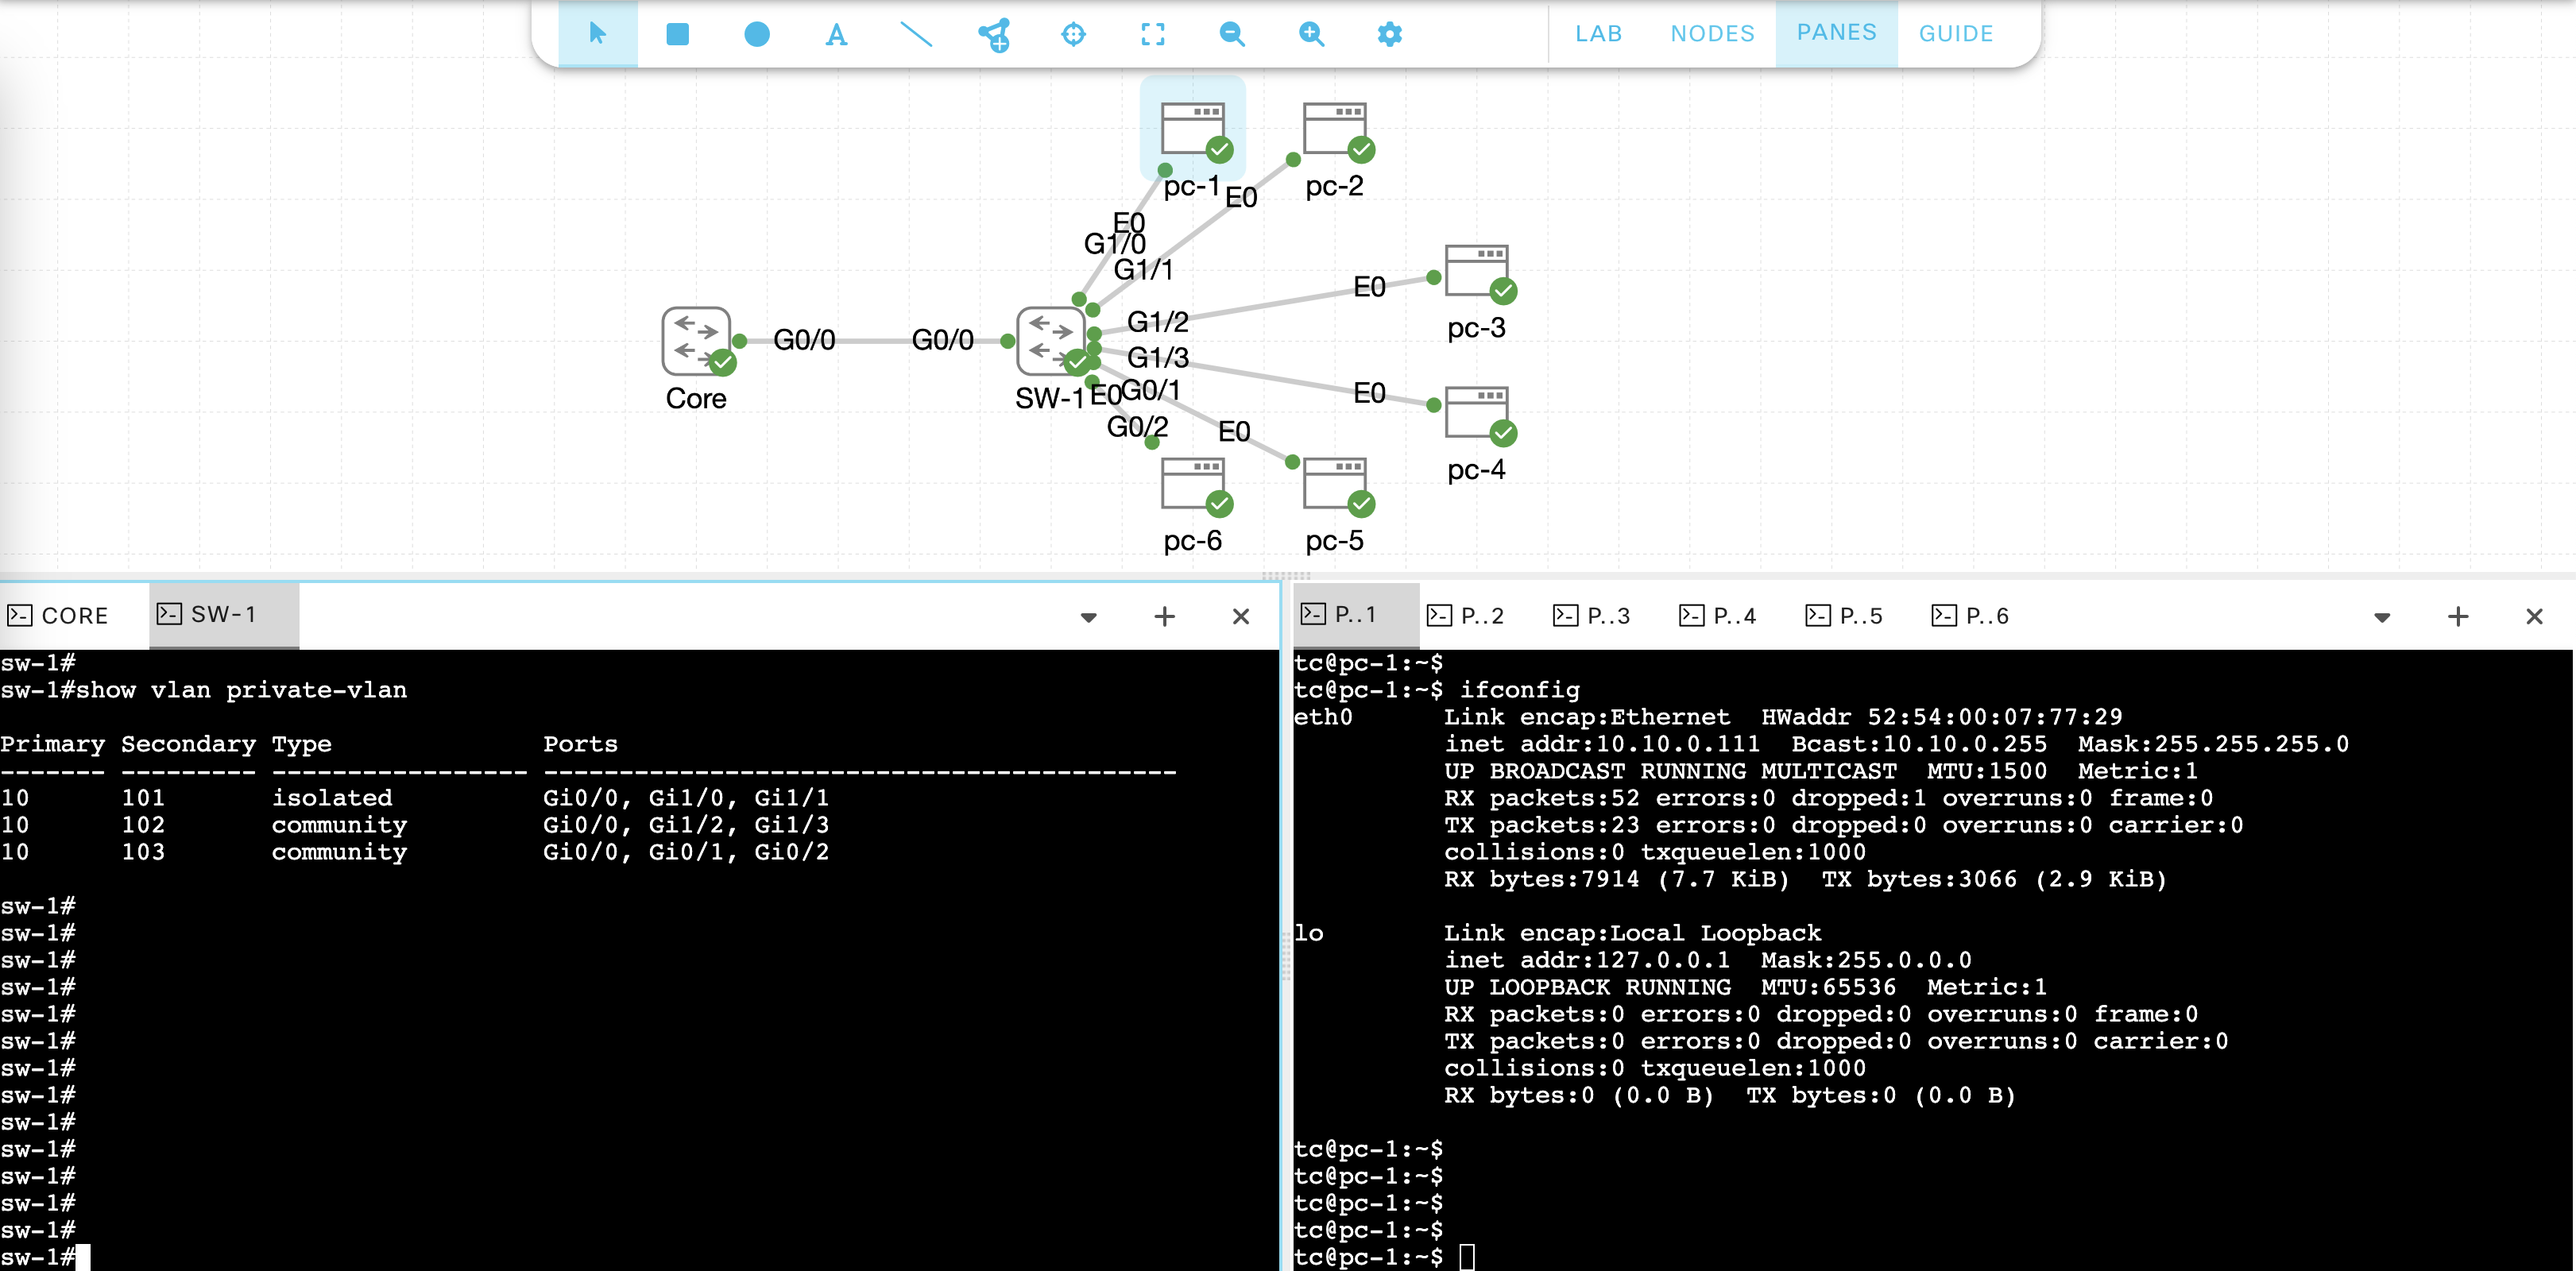 LAB NODES PANES GUIDE
pc-1
pc-2
E0
E0
G1/0
G1/1
E0
G1/2
pc-3
G0/0
G0/0
G1/3
Core
SW-1
E0
G0/1
E0
G0/2
E0
pc-4
pc-6
pc-5
CORE SW-1
sw-1#
sw-1#show vlan private-vlan
Primary Secondary Type              Ports
------- --------- ----------------- ------------------------------------------
10      101       isolated          Gi0/0, Gi1/0, Gi1/1
10      102       community         Gi0/0, Gi1/2, Gi1/3
10      103       community         Gi0/0, Gi0/1, Gi0/2
sw-1#
sw-1#
sw-1#
sw-1#
sw-1#
sw-1#
sw-1#
sw-1#
sw-1#
sw-1#
sw-1#
sw-1#
sw-1#
sw-1#
P..1 P..2 P..3 P..4 P..5 P..6
tc@pc-1:~$
tc@pc-1:~$ ifconfig
eth0      Link encap:Ethernet  HWaddr 52:54:00:07:77:29
          inet addr:10.10.0.111  Bcast:10.10.0.255  Mask:255.255.255.0
          UP BROADCAST RUNNING MULTICAST  MTU:1500  Metric:1
          RX packets:52 errors:0 dropped:1 overruns:0 frame:0
          TX packets:23 errors:0 dropped:0 overruns:0 carrier:0
          collisions:0 txqueuelen:1000
          RX bytes:7914 (7.7 KiB)  TX bytes:3066 (2.9 KiB)
lo        Link encap:Local Loopback
          inet addr:127.0.0.1  Mask:255.0.0.0
          UP LOOPBACK RUNNING  MTU:65536  Metric:1
          RX packets:0 errors:0 dropped:0 overruns:0 frame:0
          TX packets:0 errors:0 dropped:0 overruns:0 carrier:0
          collisions:0 txqueuelen:1000
          RX bytes:0 (0.0 B)  TX bytes:0 (0.0 B)
tc@pc-1:~$
tc@pc-1:~$
tc@pc-1:~$
tc@pc-1:~$
tc@pc-1:~$